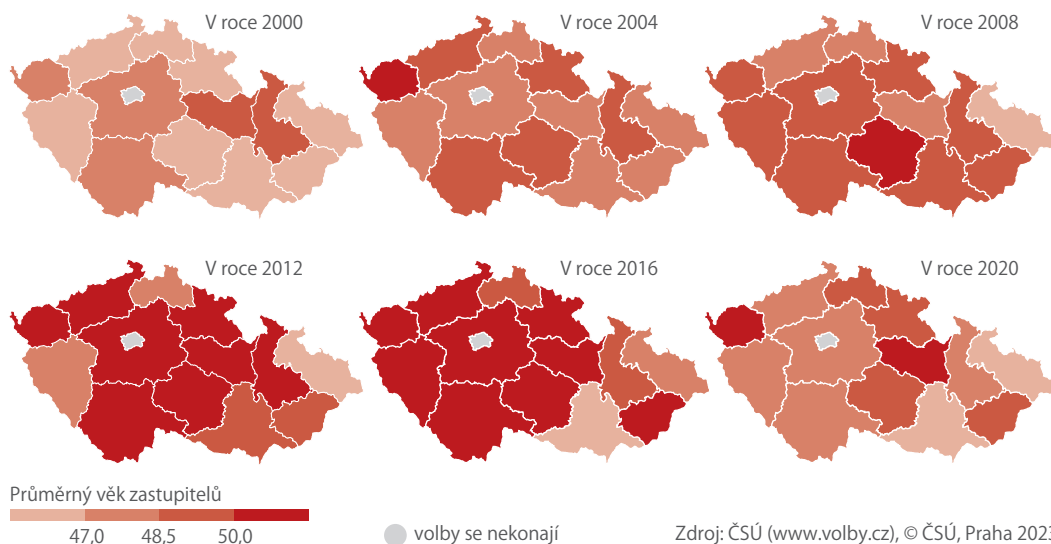 V roce 2000
V roce 2004
V roce 2008
V roce 2012
V roce 2016
V roce 2020
Průměrný věk zastupitelů
47,0 48,5 50,0
volby se nekonají
Zdroj: ČSÚ (www.volby.cz), © ČSÚ, Praha 2023